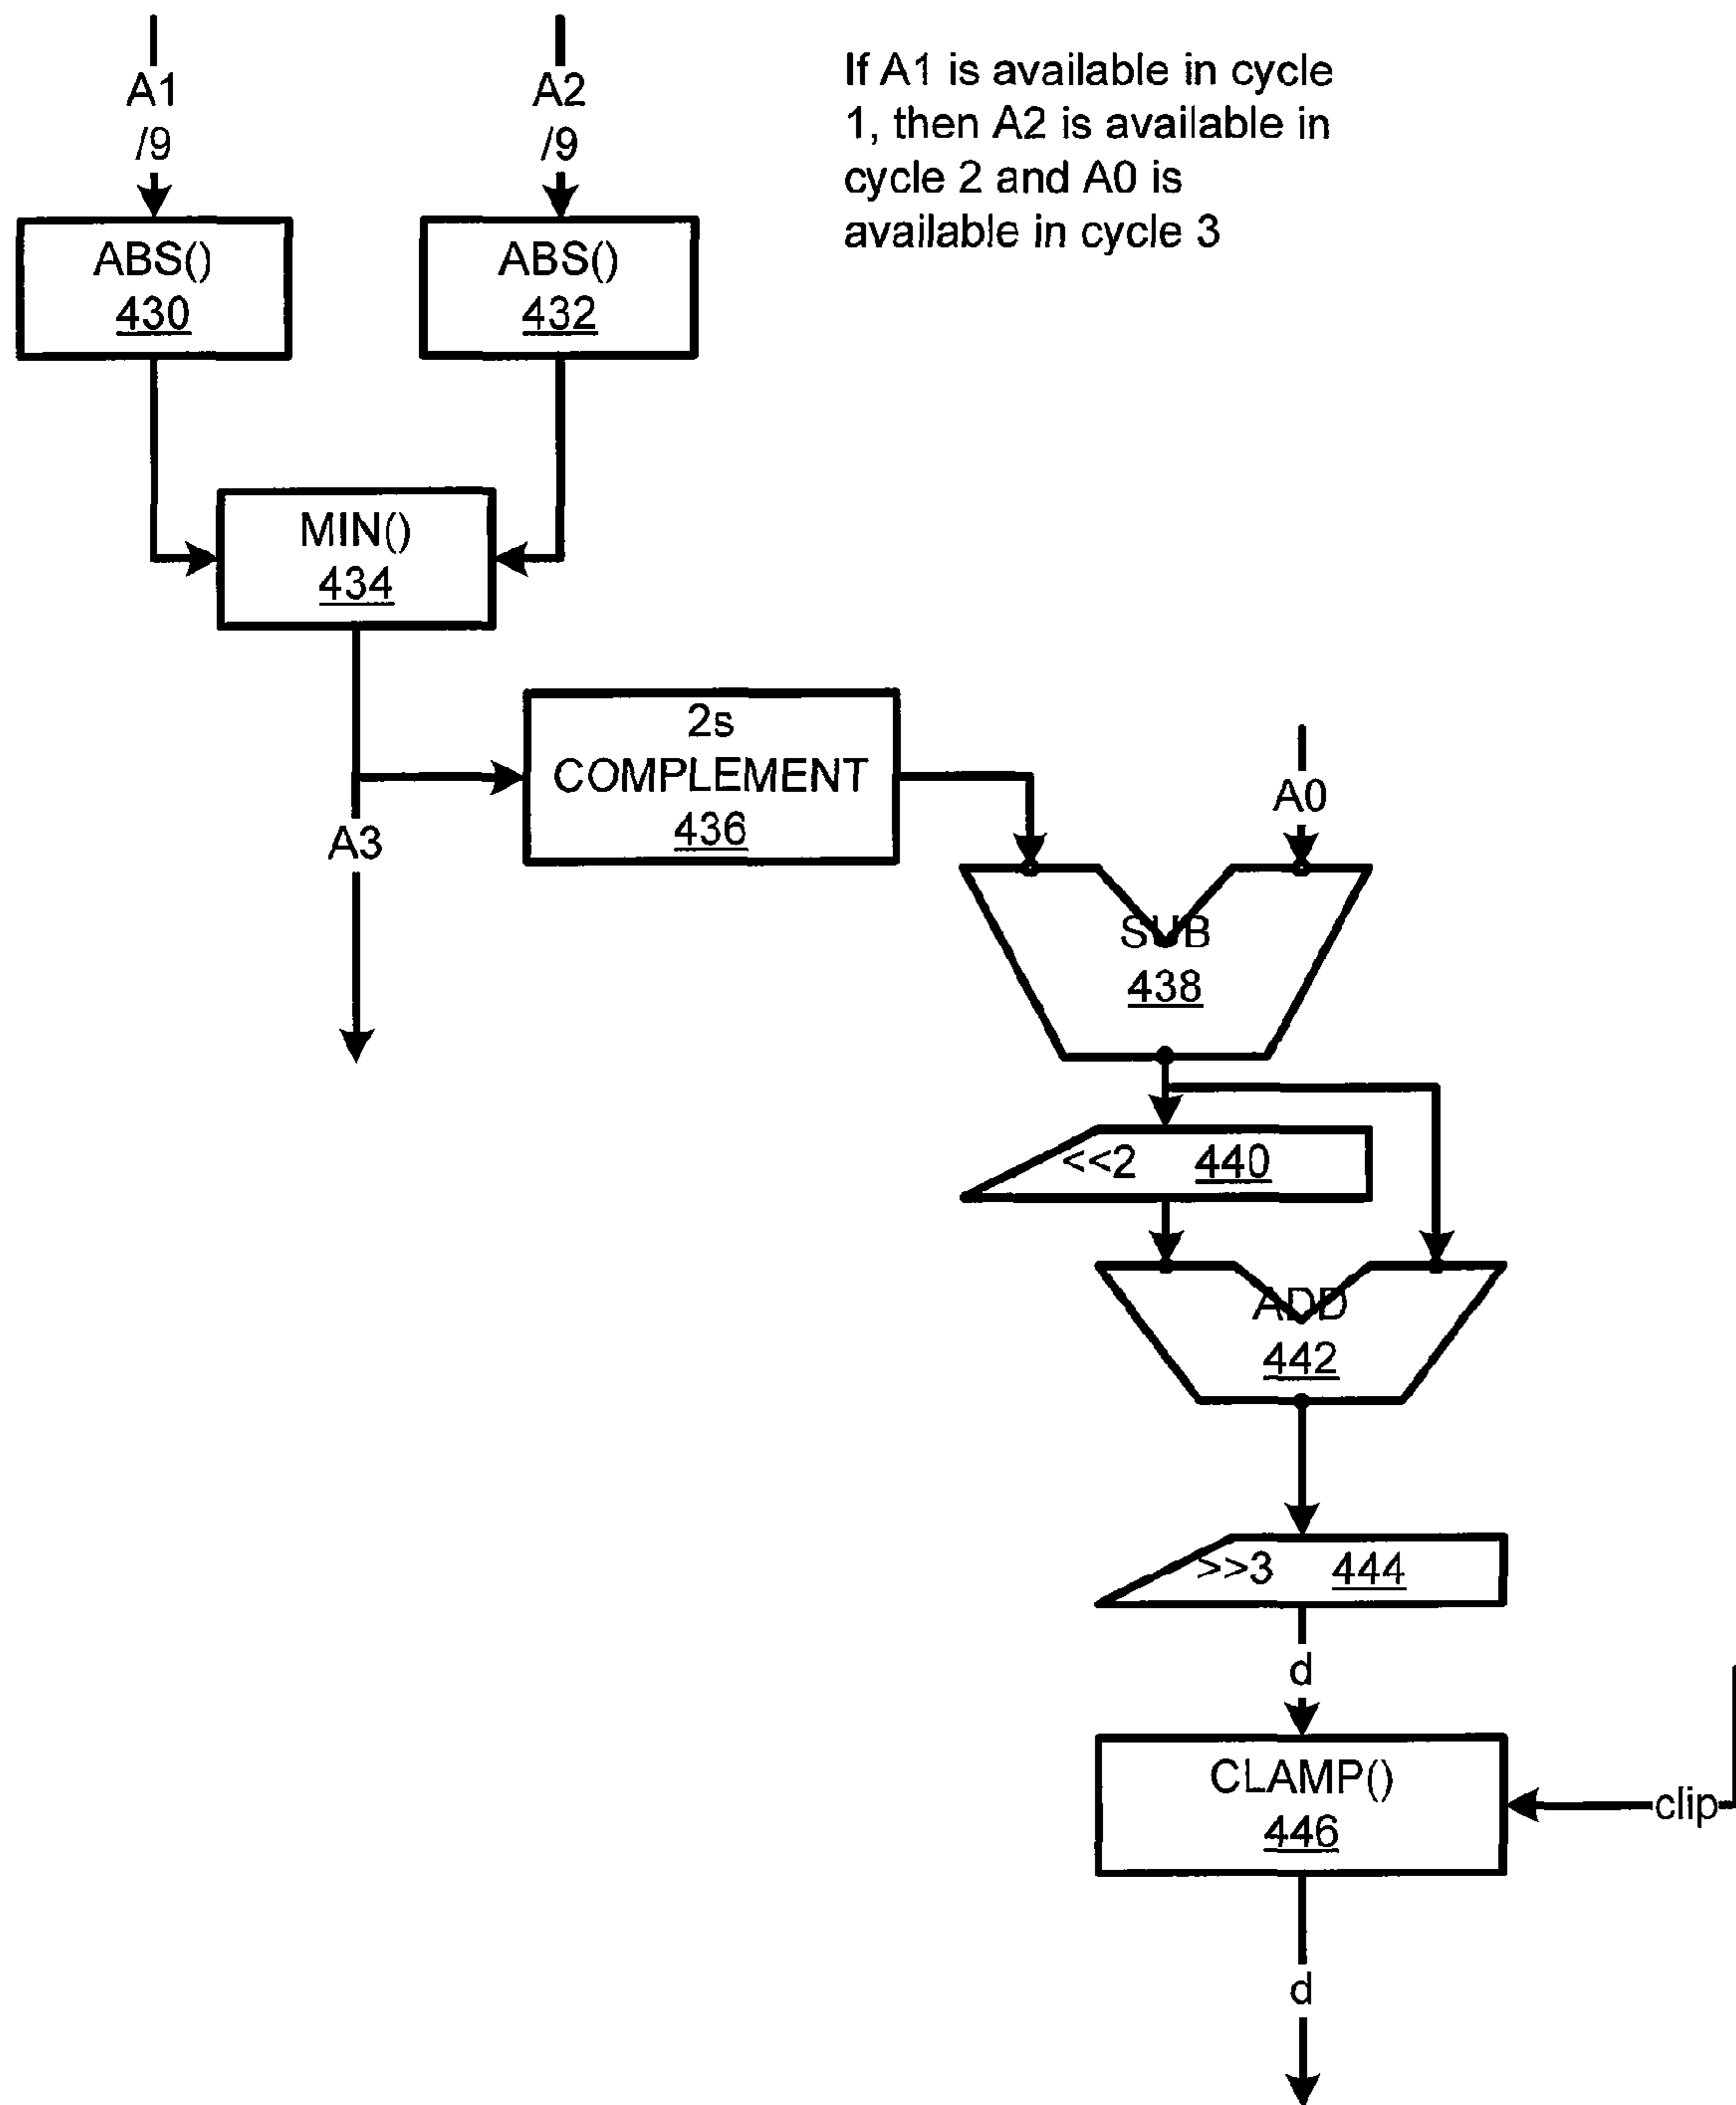 A1
/9
A2
/9
If A1 is available in cycle
1, then A2 is available in
cycle 2 and A0 is
available in cycle 3
ABS()
430
ABS()
432
MIN()
434
2s
COMPLEMENT
436
A3
A0
SUB
438
<<2 440
ADD
442
>>3 444
d
CLAMP()
446
clip
d